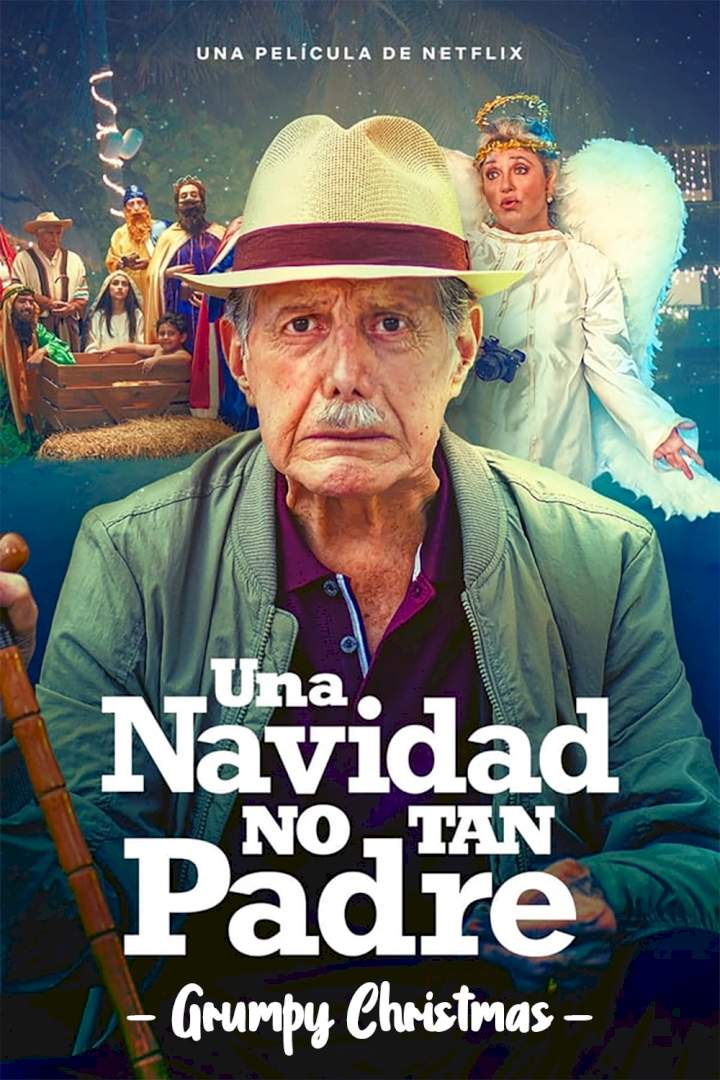 UNA PELÍCULA DE NETFLIX
Una
Navidad
NO TAN
Padre
– Grumpy Christmas –